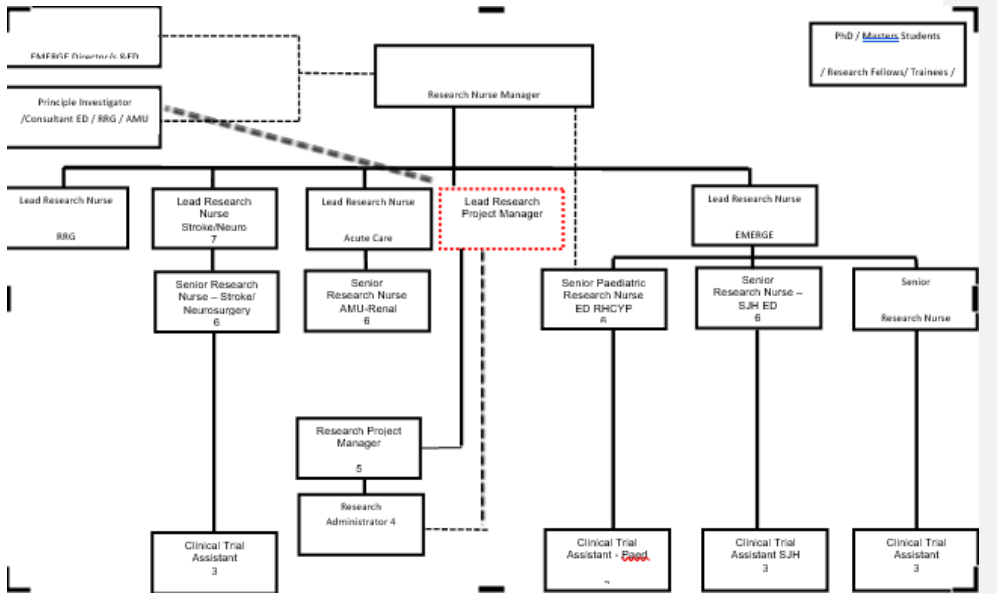 EMERGE Director/s &ED
PhD / Masters Students
/ Research Fellows/ Trainees /
Research Nurse Manager
Principle Investigator
/Consultant ED / RRG / AMU
Lead Research Nurse
RRG
Lead Research
Nurse
Stroke/Neuro
7
Lead Research Nurse
Acute Care
Lead Research
Project Manager
Lead Research Nurse
EMERGE
Senior Research
Nurse – Stroke/
Neurosurgery
6
Senior
Research Nurse
AMU-Renal
6
Senior Paediatric
Research Nurse
ED RHCYP
6
Senior
Research Nurse –
SJH ED
6
Senior
Research Nurse
Research Project
Manager
5
Research
Administrator 4
Clinical Trial
Assistant
3
Clinical Trial
Assistant - Paed
Clinical Trial
Assistant SJH
3
Clinical Trial
Assistant
3